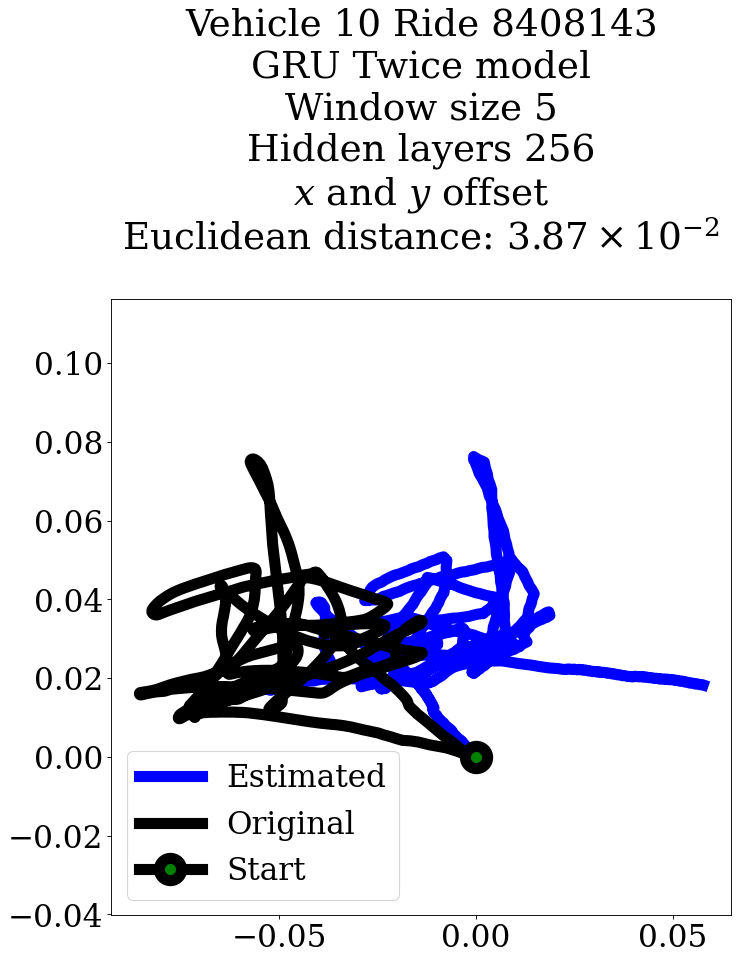 Vehicle 10 Ride 8408143
GRU Twice model
Window size 5
Hidden layers 256
x and y offset
Euclidean distance: 3.87 × 10⁻²
0.10
0.08
0.06
0.04
0.02
0.00
−0.02
−0.04
Estimated
Original
Start
−0.05 0.00 0.05